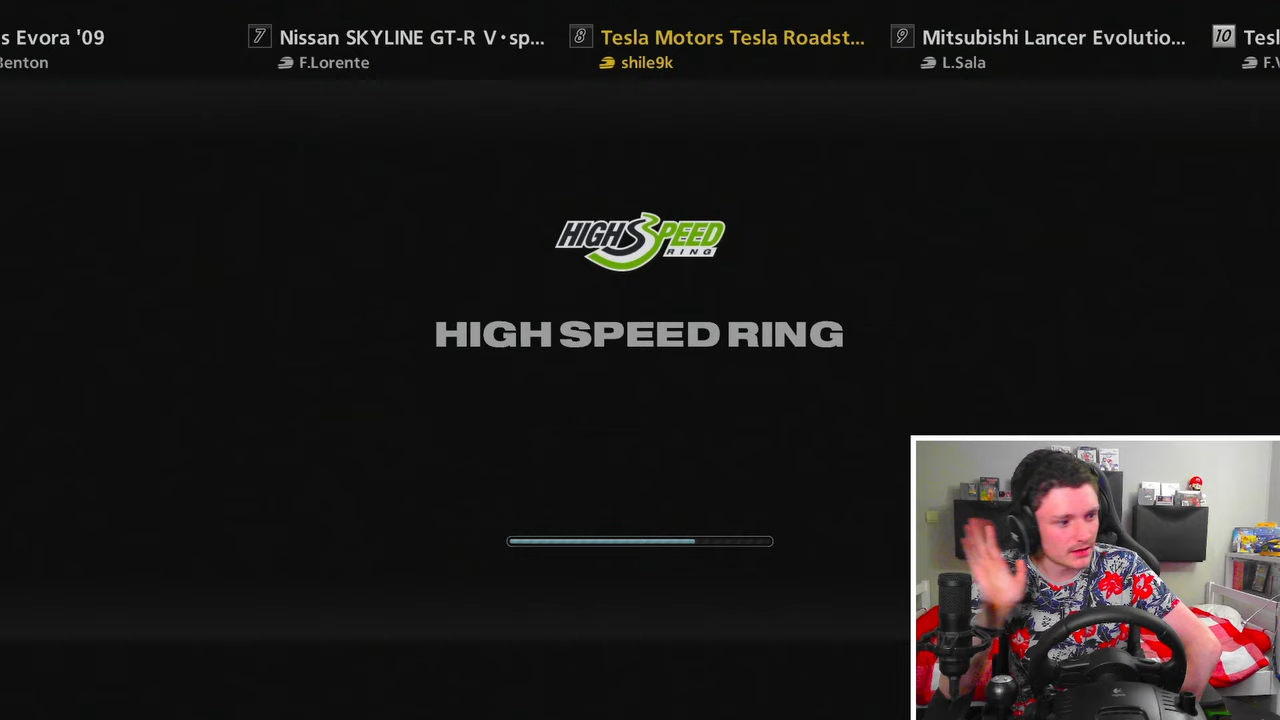 s Evora '09
Benton
7 Nissan SKYLINE GT-R V・sp...
F.Lorente
8 Tesla Motors Tesla Roadst...
shile9k
9 Mitsubishi Lancer Evolutio...
L.Sala
10 Tesl
F.V
HIGH SPEED
RING
HIGH SPEED RING